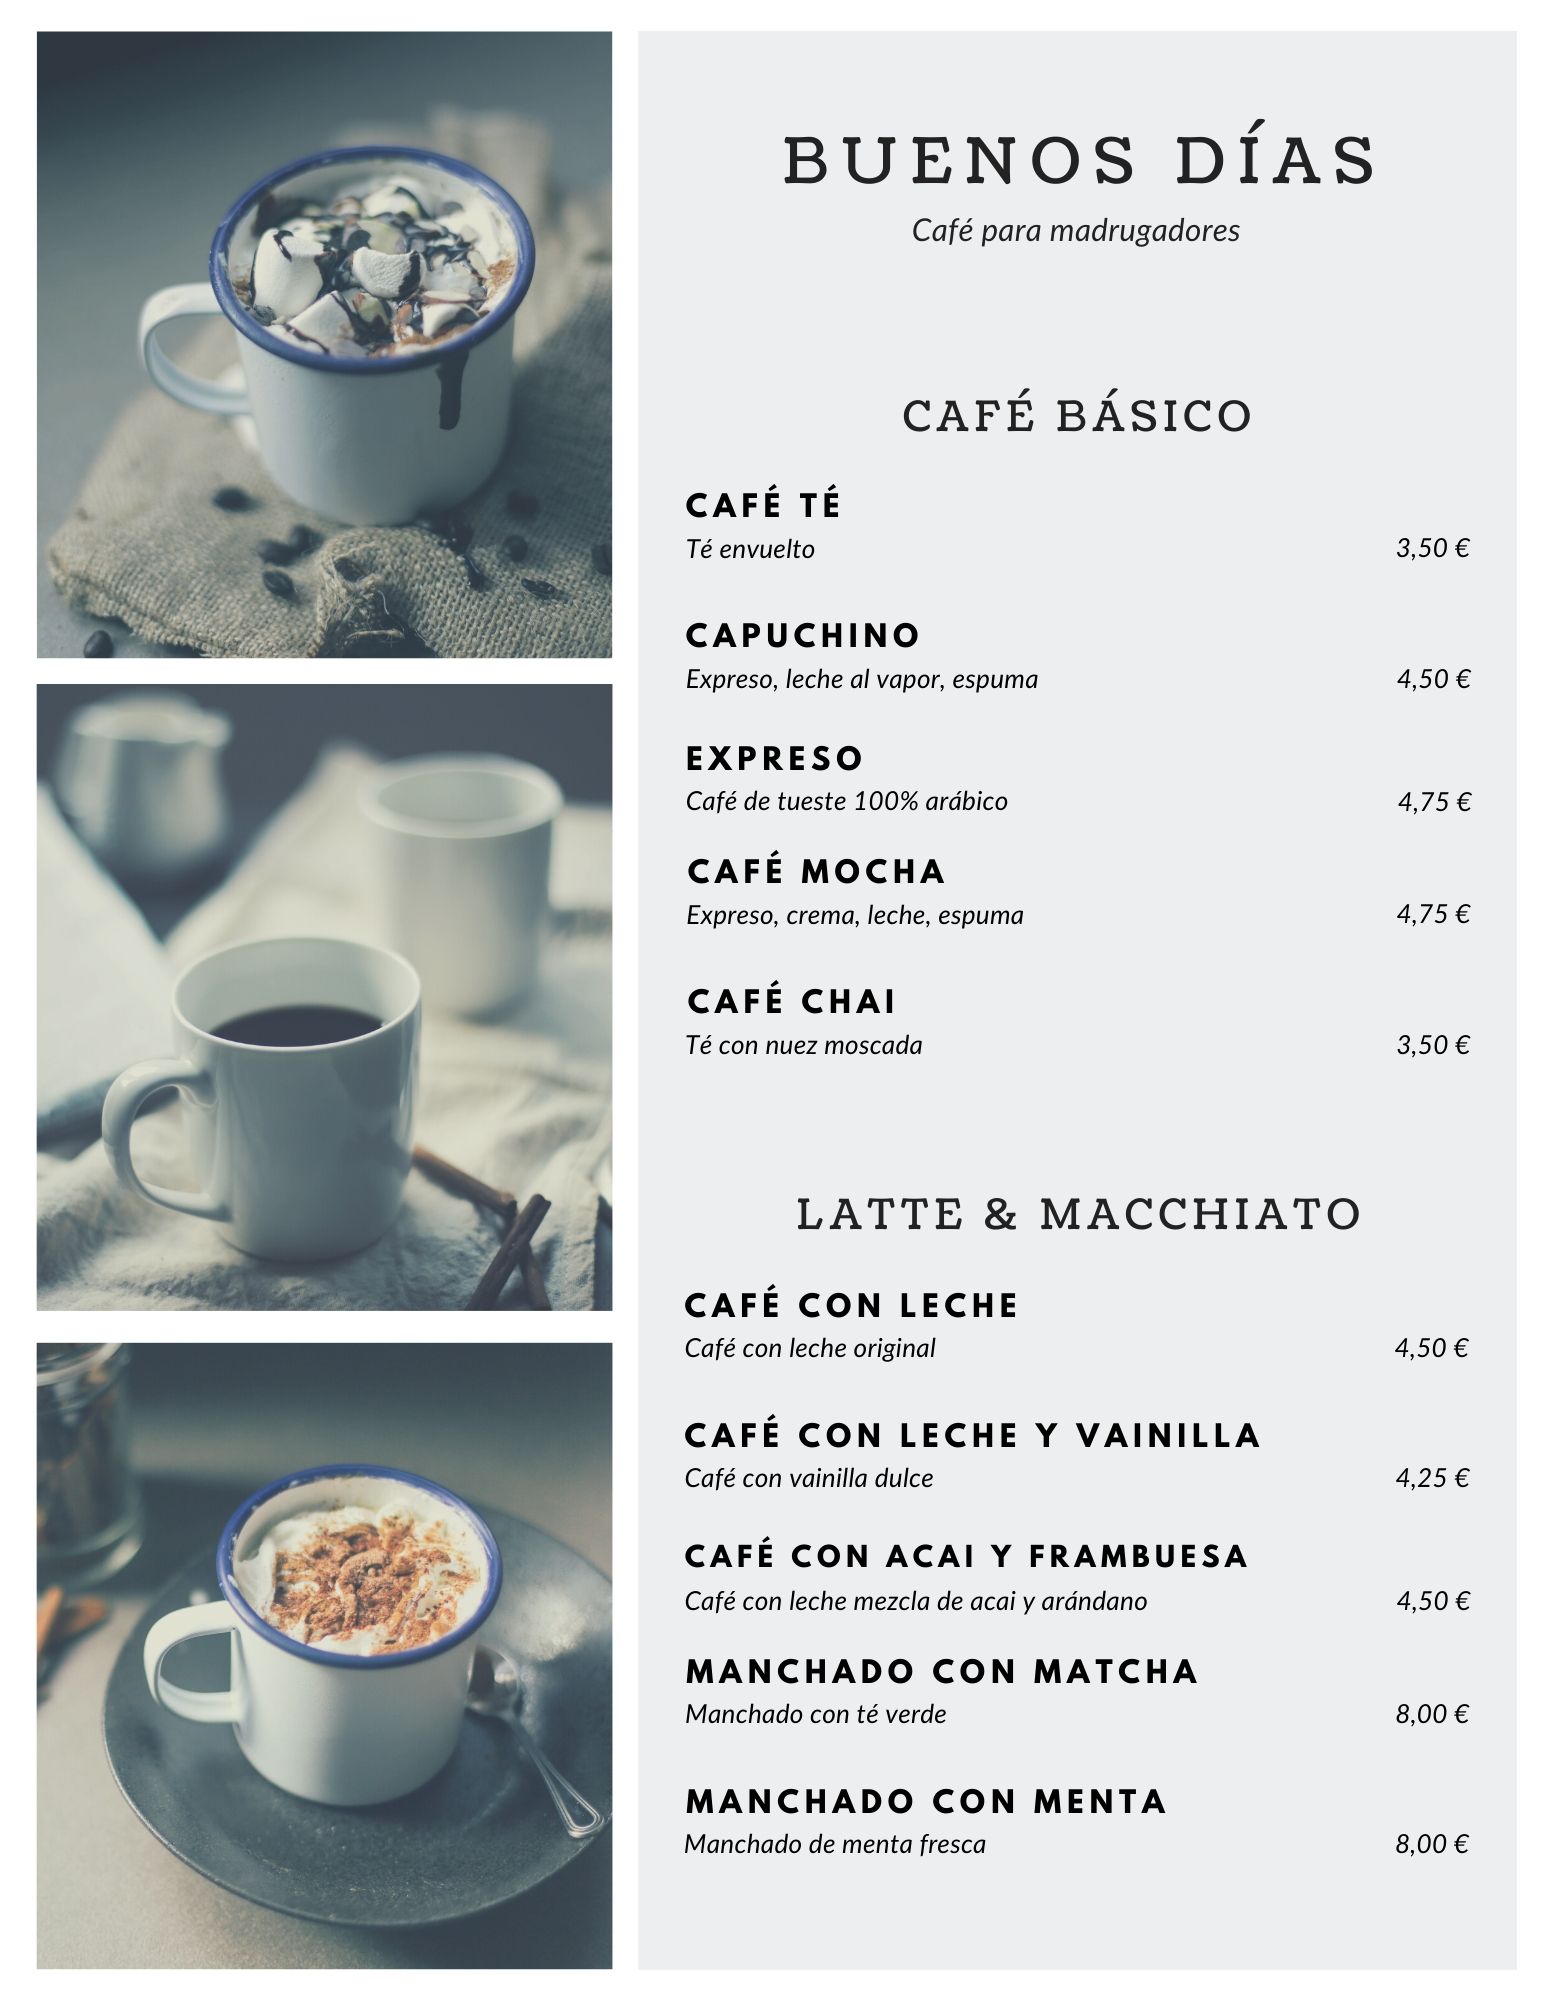 BUENOS DÍAS
Café para madrugadores
CAFÉ BÁSICO
CAFÉ TÉ
Té envuelto 3,50 €
CAPUCHINO
Expreso, leche al vapor, espuma 4,50 €
EXPRESO
Café de tueste 100% arábico 4,75 €
CAFÉ MOCHA
Expreso, crema, leche, espuma 4,75 €
CAFÉ CHAI
Té con nuez moscada 3,50 €
LATTE & MACCHIATO
CAFÉ CON LECHE
Café con leche original 4,50 €
CAFÉ CON LECHE Y VAINILLA
Café con vainilla dulce 4,25 €
CAFÉ CON ACAI Y FRAMBUESA
Café con leche mezcla de acai y arándano 4,50 €
MANCHADO CON MATCHA
Manchado con té verde 8,00 €
MANCHADO CON MENTA
Manchado de menta fresca 8,00 €